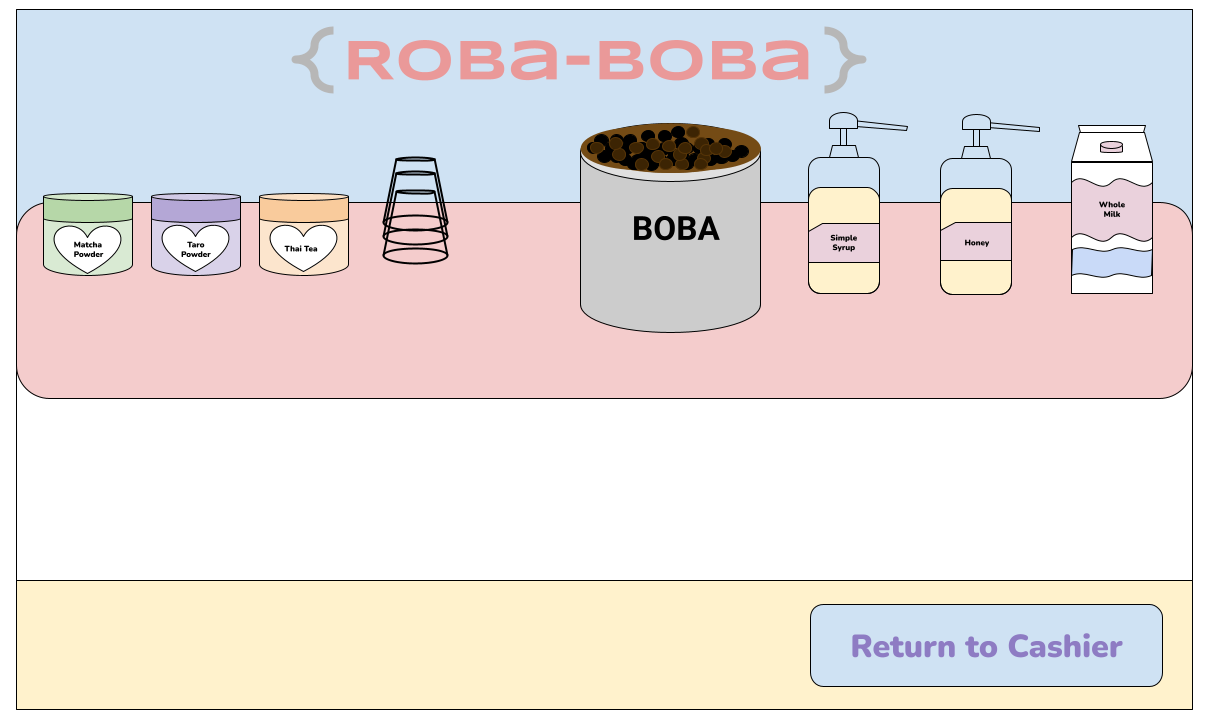 {ROBa-BOBa}
BOBA
Matcha
Powder
Taro
Powder
Thai Tea
Simple
Syrup
Honey
Whole
Milk
Return to Cashier